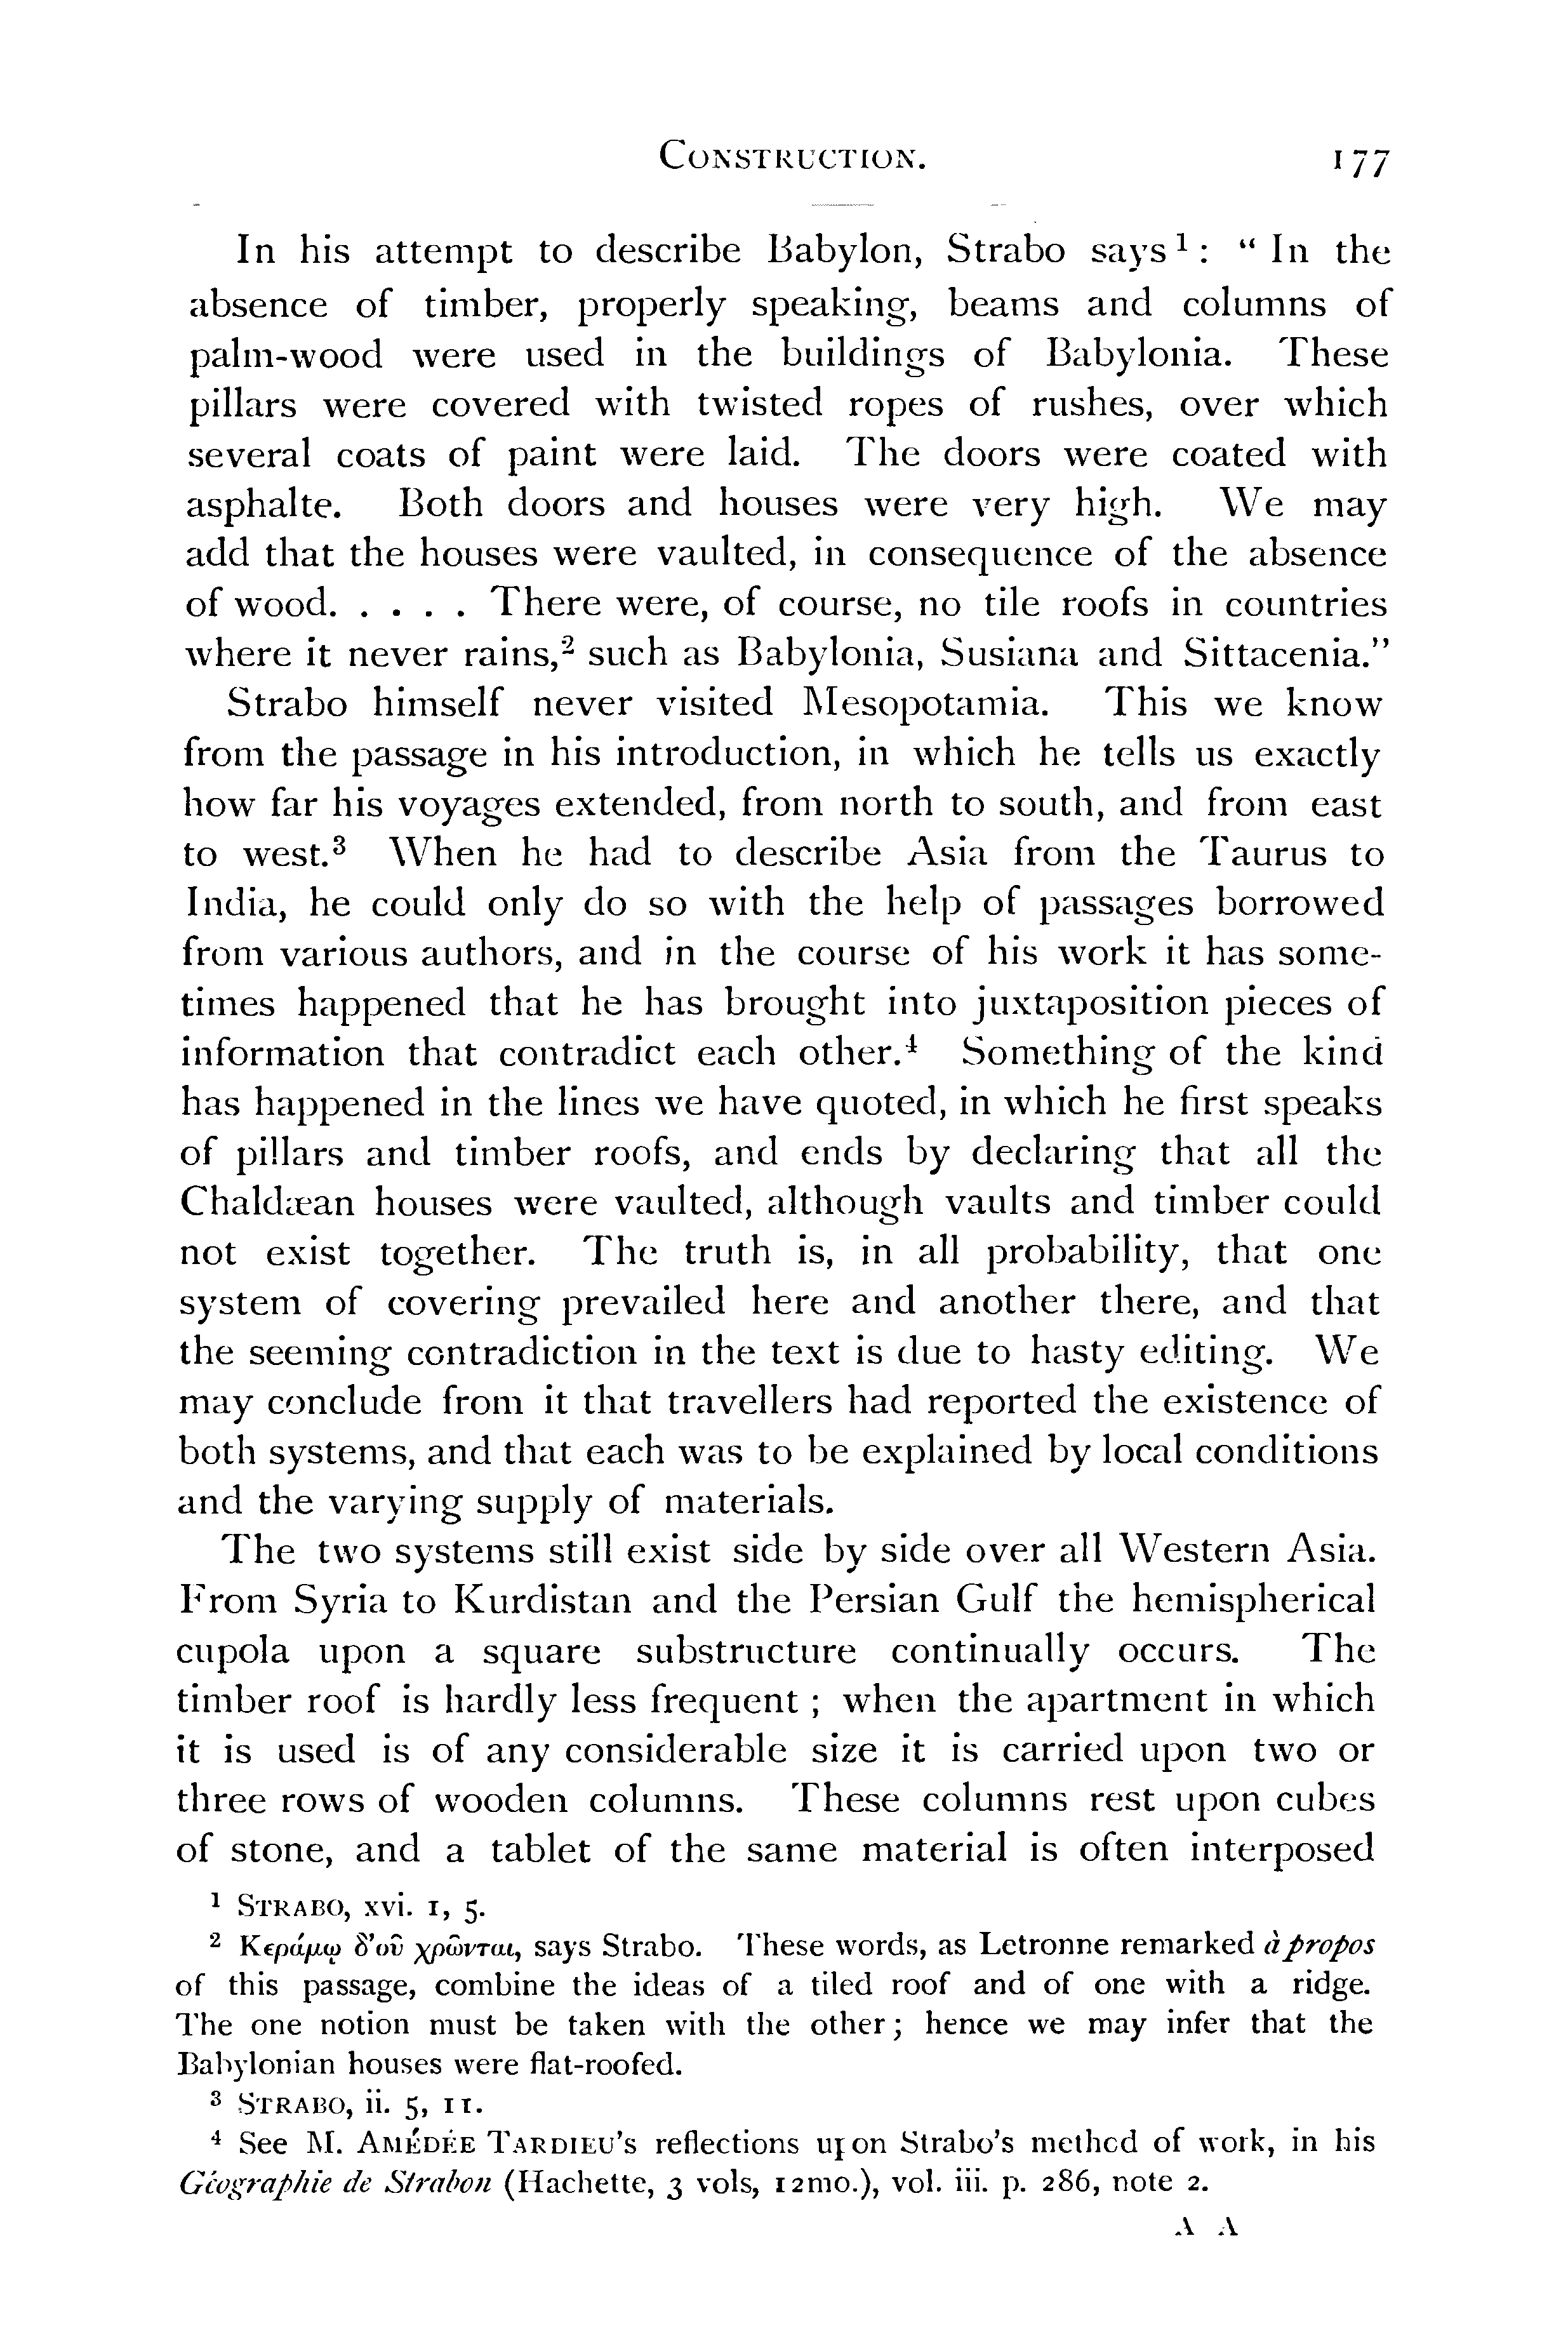 CONSTRUCTION. 177
In his attempt to describe Babylon, Strabo says¹: “ In the
absence of timber, properly speaking, beams and columns of
palm-wood were used in the buildings of Babylonia. These
pillars were covered with twisted ropes of rushes, over which
several coats of paint were laid. The doors were coated with
asphalte. Both doors and houses were very high. We may
add that the houses were vaulted, in consequence of the absence
of wood. . . . . . There were, of course, no tile roofs in countries
where it never rains,² such as Babylonia, Susiana and Sittacenia.”
Strabo himself never visited Mesopotamia. This we know
from the passage in his introduction, in which he tells us exactly
how far his voyages extended, from north to south, and from east
to west.³ When he had to describe Asia from the Taurus to
India, he could only do so with the help of passages borrowed
from various authors, and in the course of his work it has some-
times happened that he has brought into juxtaposition pieces of
information that contradict each other.⁴ Something of the kind
has happened in the lines we have quoted, in which he first speaks
of pillars and timber roofs, and ends by declaring that all the
Chaldæan houses were vaulted, although vaults and timber could
not exist together. The truth is, in all probability, that one
system of covering prevailed here and another there, and that
the seeming contradiction in the text is due to hasty editing. We
may conclude from it that travellers had reported the existence of
both systems, and that each was to be explained by local conditions
and the varying supply of materials.
The two systems still exist side by side over all Western Asia.
From Syria to Kurdistan and the Persian Gulf the hemispherical
cupola upon a square substructure continually occurs. The
timber roof is hardly less frequent ; when the apartment in which
it is used is of any considerable size it is carried upon two or
three rows of wooden columns. These columns rest upon cubes
of stone, and a tablet of the same material is often interposed
¹ STRABO, xvi. 1, 5.
² Κεράμῳ δ’οὐ χρῶνται, says Strabo. These words, as Letronne remarked à propos
of this passage, combine the ideas of a tiled roof and of one with a ridge.
The one notion must be taken with the other; hence we may infer that the
Babylonian houses were flat-roofed.
³ STRABO, ii. 5, 11.
⁴ See M. AMÉDÉE TARDIEU’s reflections upon Strabo’s method of work, in his
Géographie de Strabon (Hachette, 3 vols, 12mo.), vol. iii. p. 286, note 2.
A A